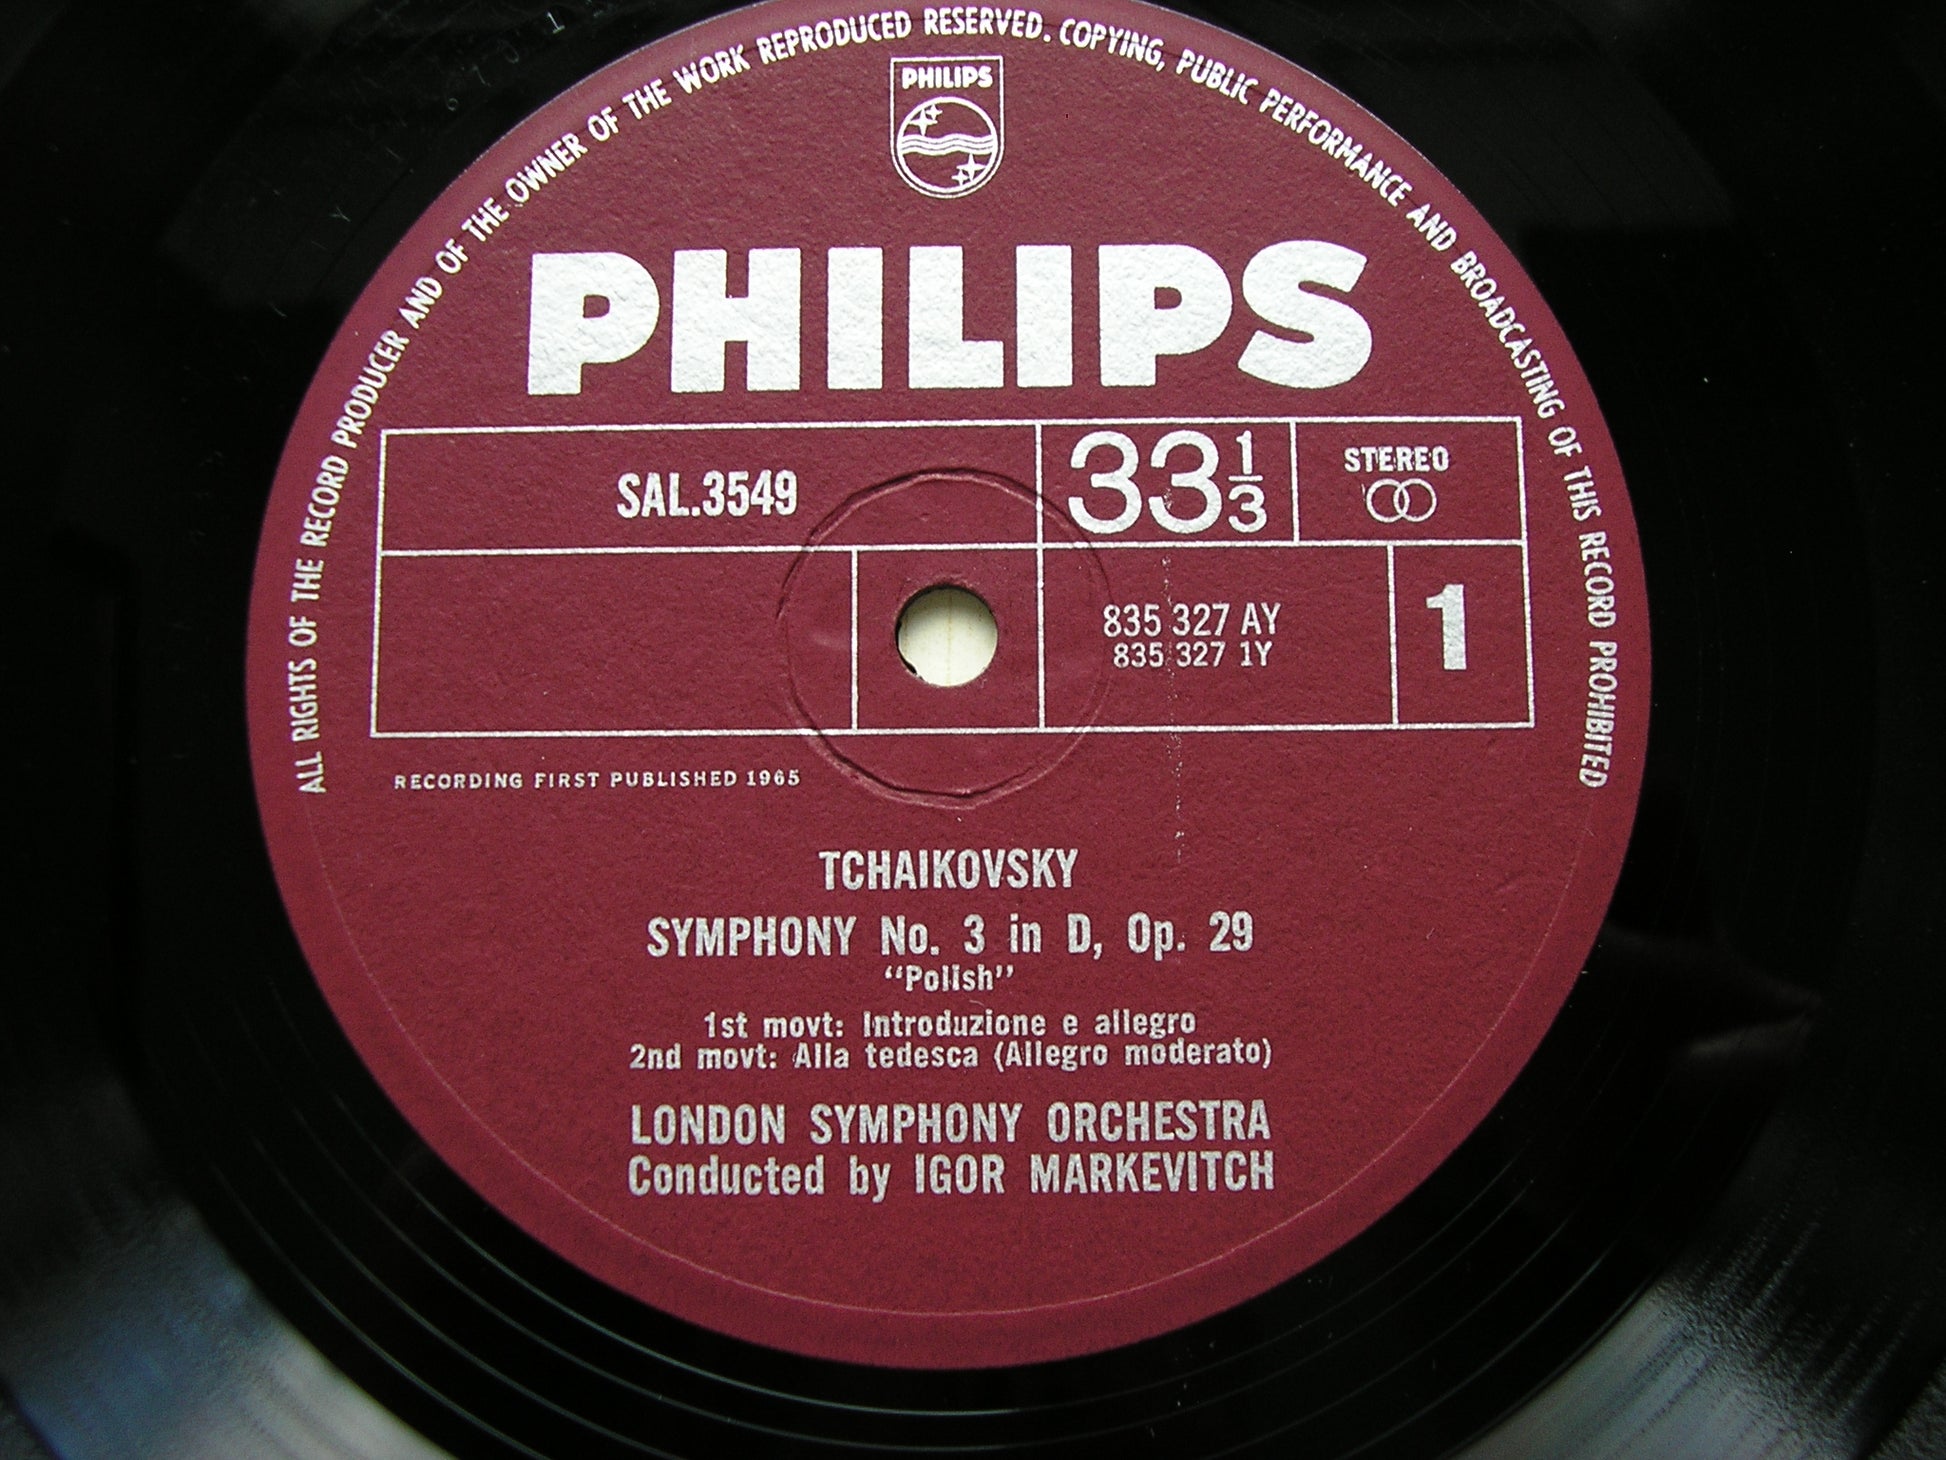 ALL RIGHTS OF THE RECORD PRODUCER AND OF THE OWNER OF THE WORK REPRODUCED RESERVED. COPYING, PUBLIC PERFORMANCE AND BROADCASTING OF THIS RECORD PROHIBITED
PHILIPS
PHILIPS
SAL.3549
33 1/3
STEREO
835 327 AY
835 327 1Y
1
RECORDING FIRST PUBLISHED 1965
TCHAIKOVSKY
SYMPHONY No. 3 in D, Op. 29
“Polish”
1st movt: Introduzione e allegro
2nd movt: Alla tedesca (Allegro moderato)
LONDON SYMPHONY ORCHESTRA
Conducted by IGOR MARKEVITCH